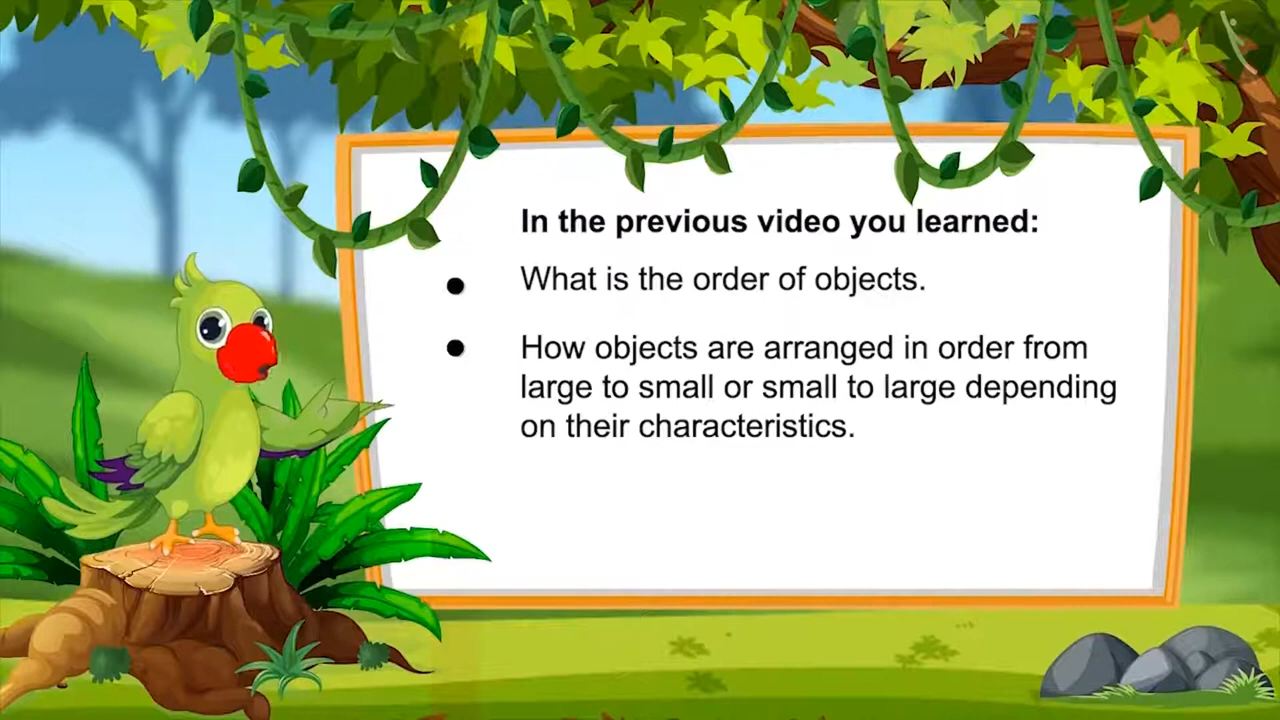 In the previous video you learned:
● What is the order of objects.
● How objects are arranged in order from
large to small or small to large depending
on their characteristics.